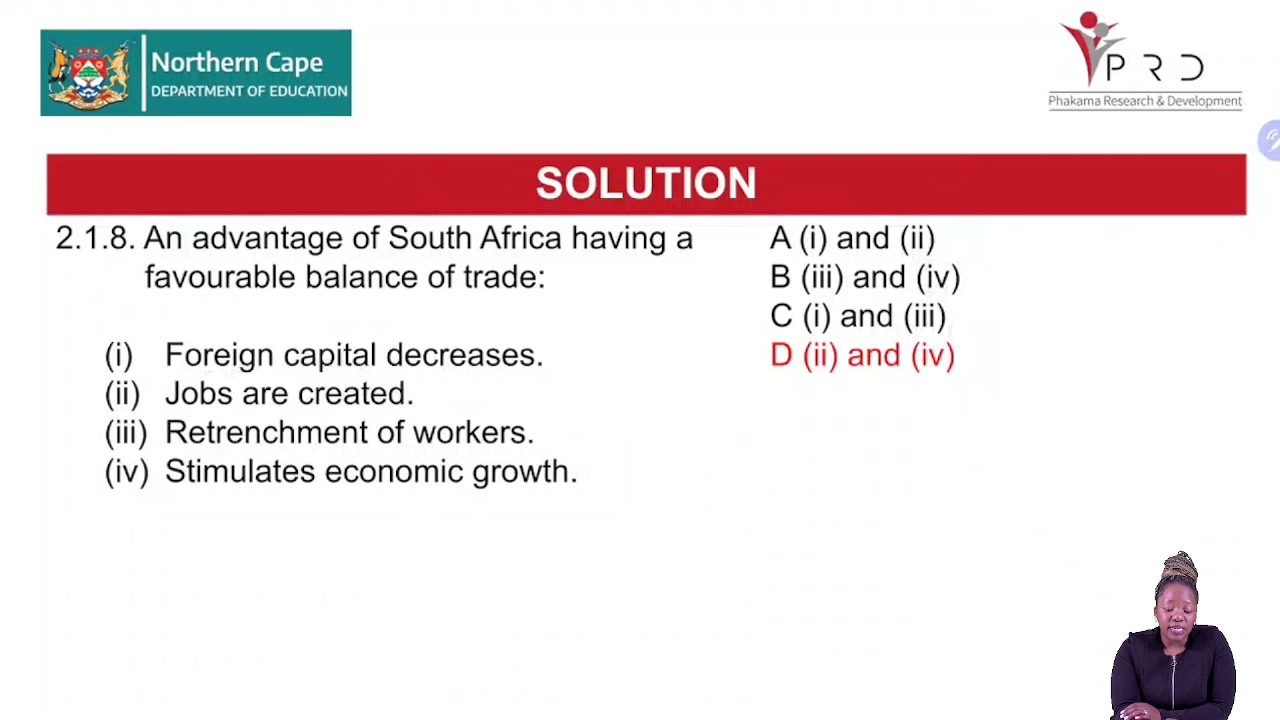 Northern Cape
DEPARTMENT OF EDUCATION
P R D
Phakama Research & Development
SOLUTION
2.1.8. An advantage of South Africa having a
favourable balance of trade:
(i) Foreign capital decreases.
(ii) Jobs are created.
(iii) Retrenchment of workers.
(iv) Stimulates economic growth.
A (i) and (ii)
B (iii) and (iv)
C (i) and (iii)
D (ii) and (iv)